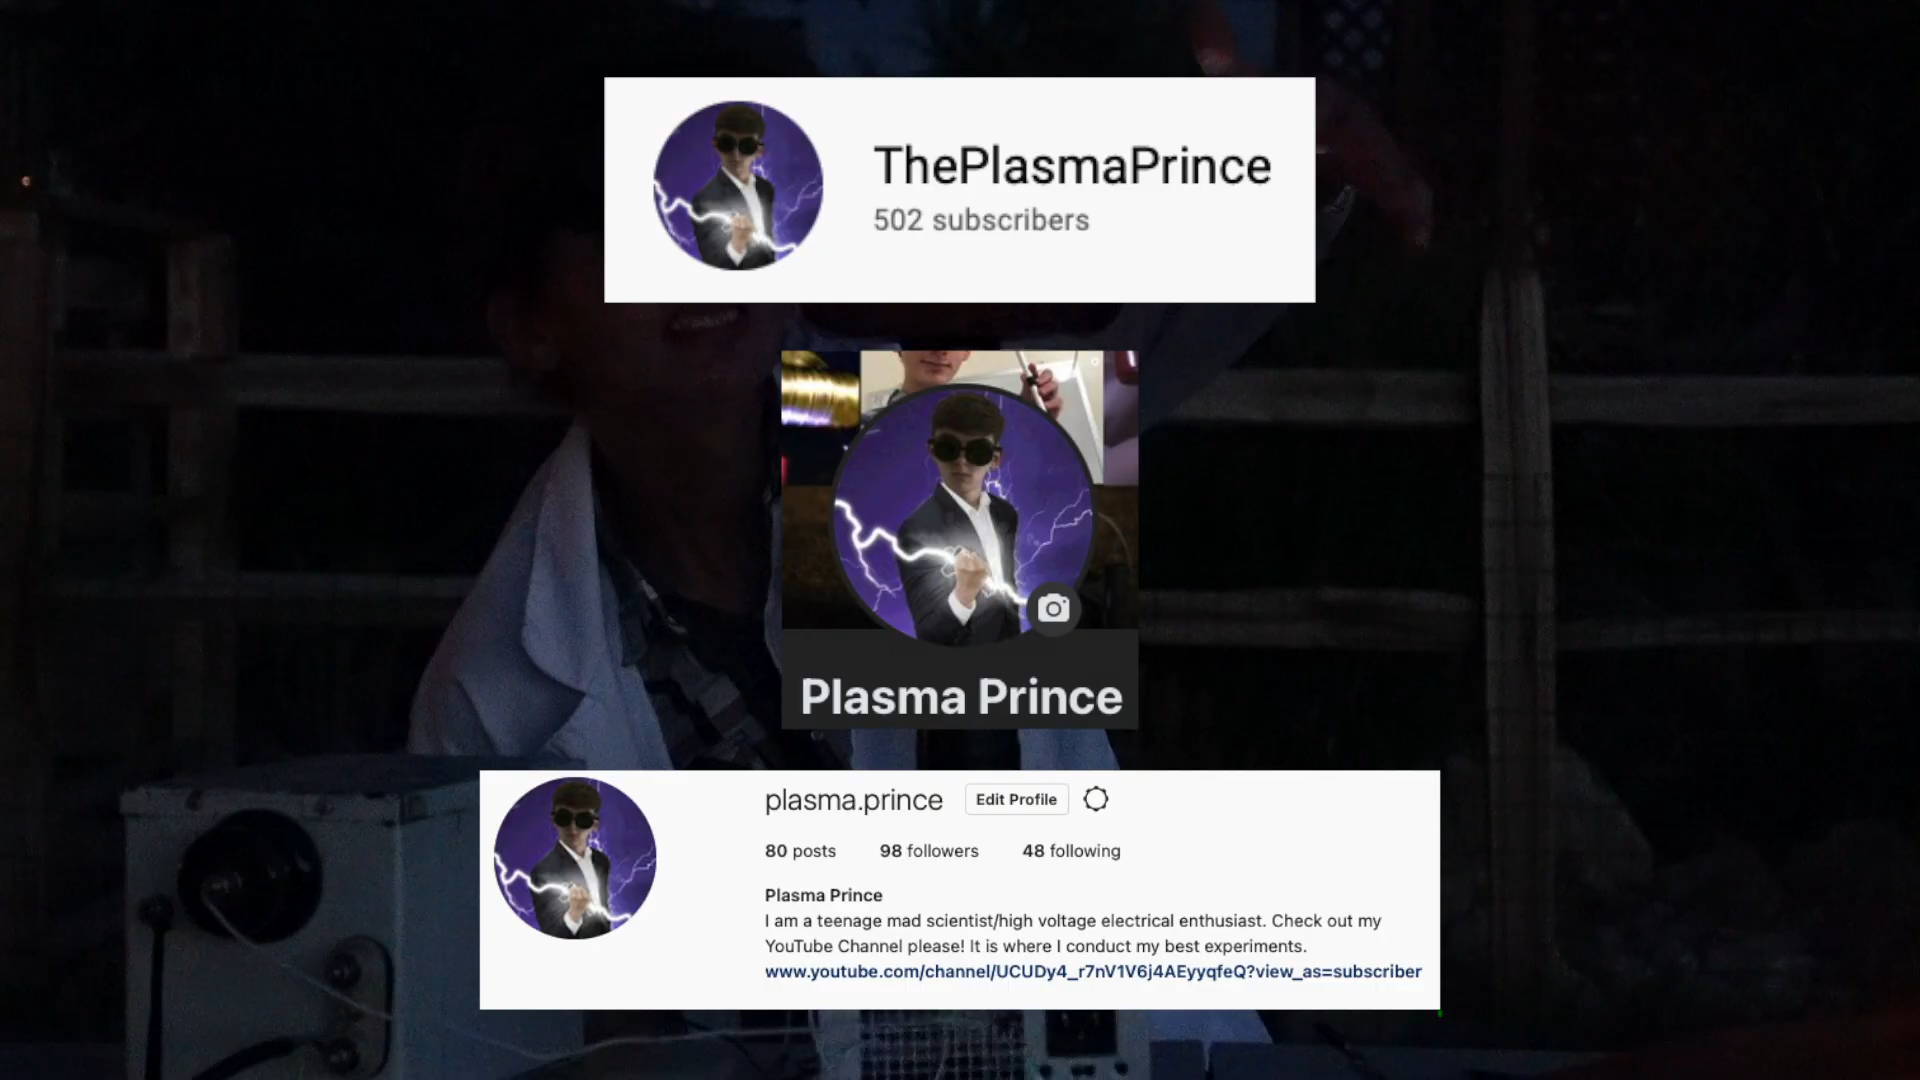 ThePlasmaPrince
502 subscribers
Plasma Prince
plasma.prince Edit Profile
80 posts 98 followers 48 following
Plasma Prince
I am a teenage mad scientist/high voltage electrical enthusiast. Check out my
YouTube Channel please! It is where I conduct my best experiments.
www.youtube.com/channel/UCUDy4_r7nV1V6j4AEyyqfeQ?view_as=subscriber